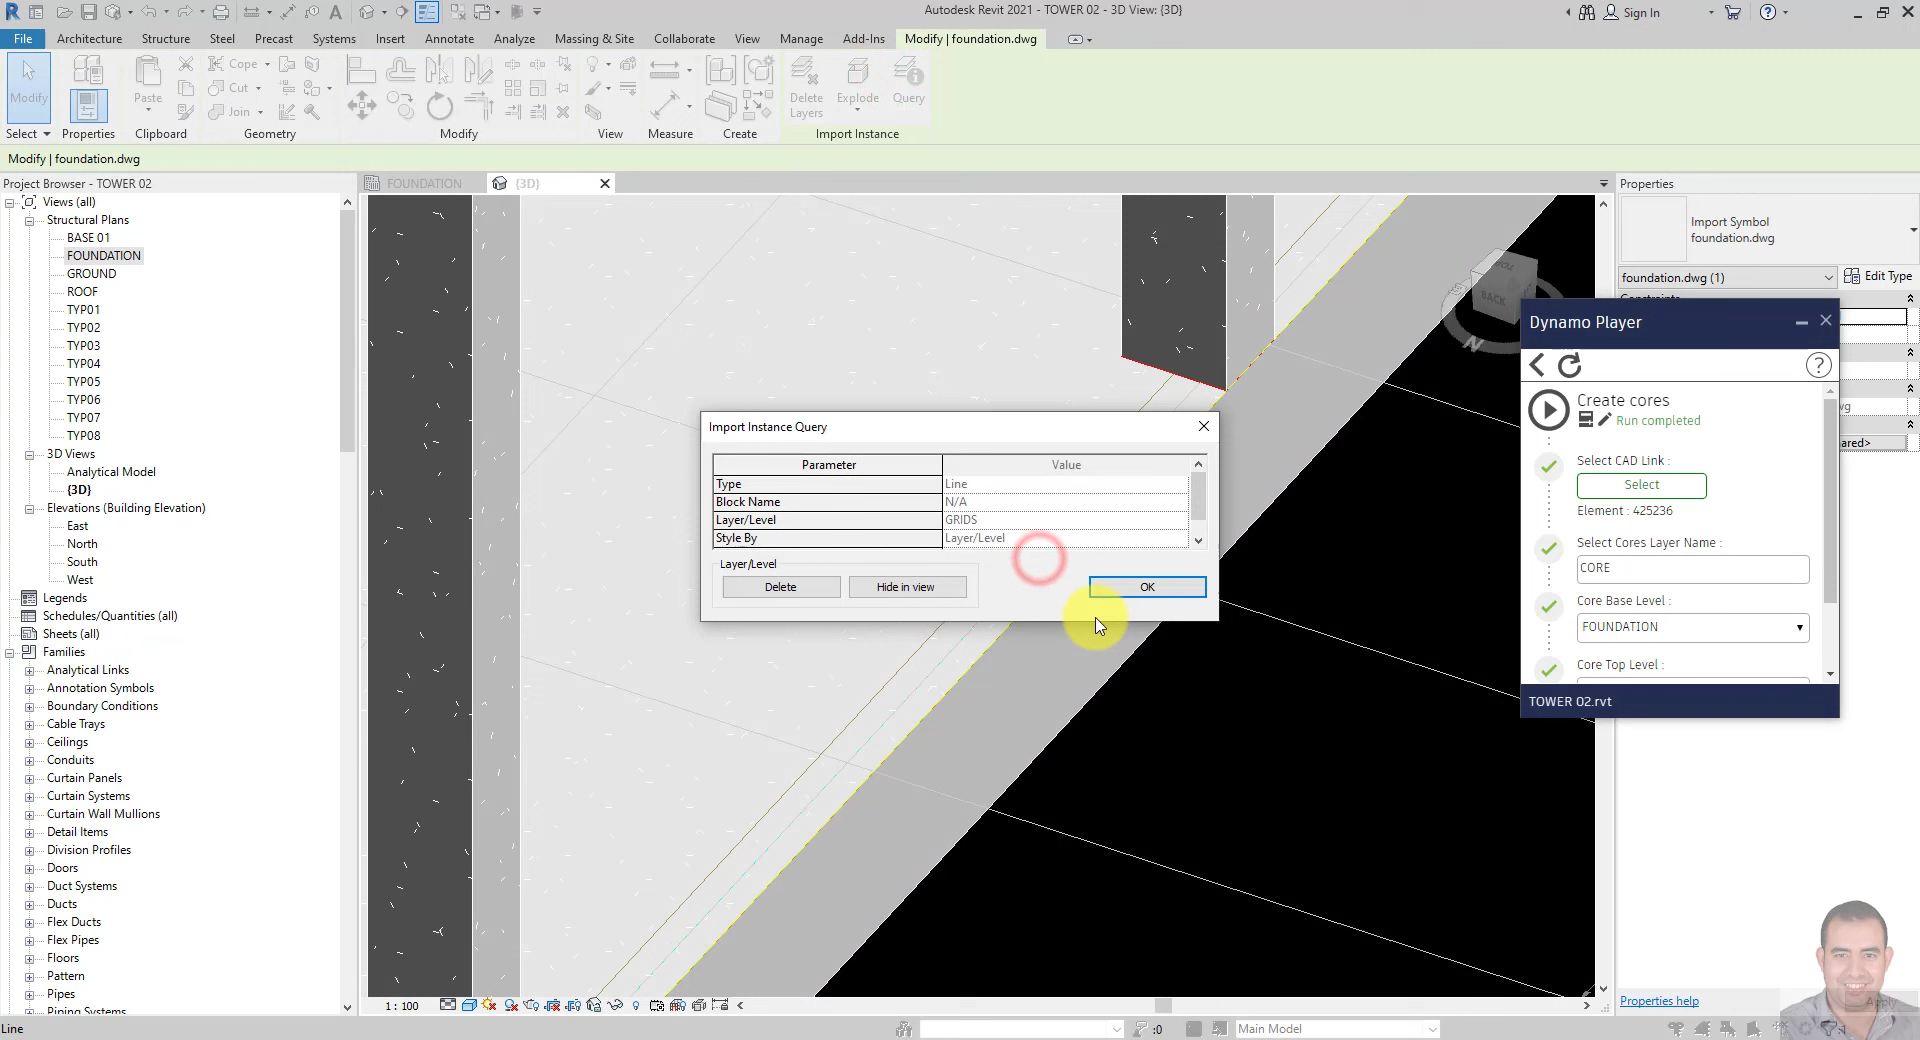 Autodesk Revit 2021 - TOWER 02 - 3D View: {3D}
Sign In
File
Architecture
Structure
Steel
Precast
Systems
Insert
Annotate
Analyze
Massing & Site
Collaborate
View
Manage
Add-Ins
Modify | foundation.dwg
Modify
Paste
Cope
Cut
Join
Delete Layers
Explode
Query
Select
Properties
Clipboard
Geometry
Modify
View
Measure
Create
Import Instance
Modify | foundation.dwg
Project Browser - TOWER 02
Views (all)
Structural Plans
BASE 01
FOUNDATION
GROUND
ROOF
TYP01
TYP02
TYP03
TYP04
TYP05
TYP06
TYP07
TYP08
3D Views
Analytical Model
{3D}
Elevations (Building Elevation)
East
North
South
West
Legends
Schedules/Quantities (all)
Sheets (all)
Families
Analytical Links
Annotation Symbols
Boundary Conditions
Cable Trays
Ceilings
Conduits
Curtain Panels
Curtain Systems
Curtain Wall Mullions
Detail Items
Division Profiles
Doors
Duct Systems
Ducts
Flex Ducts
Flex Pipes
Floors
Pattern
Pipes
Piping Systems
FOUNDATION
{3D}
BACK
N
Import Instance Query
Parameter Value
Type Line
Block Name N/A
Layer/Level GRIDS
Style By Layer/Level
Layer/Level
Delete
Hide in view
OK
Properties
Import Symbol
foundation.dwg
foundation.dwg (1)
Edit Type
Constraints
wg
ared>
Dynamo Player
Create cores
Run completed
Select CAD Link :
Select
Element : 425236
Select Cores Layer Name :
CORE
Core Base Level :
FOUNDATION
Core Top Level :
TOWER 02.rvt
Properties help
Apply
1 : 100
Line
:0
Main Model